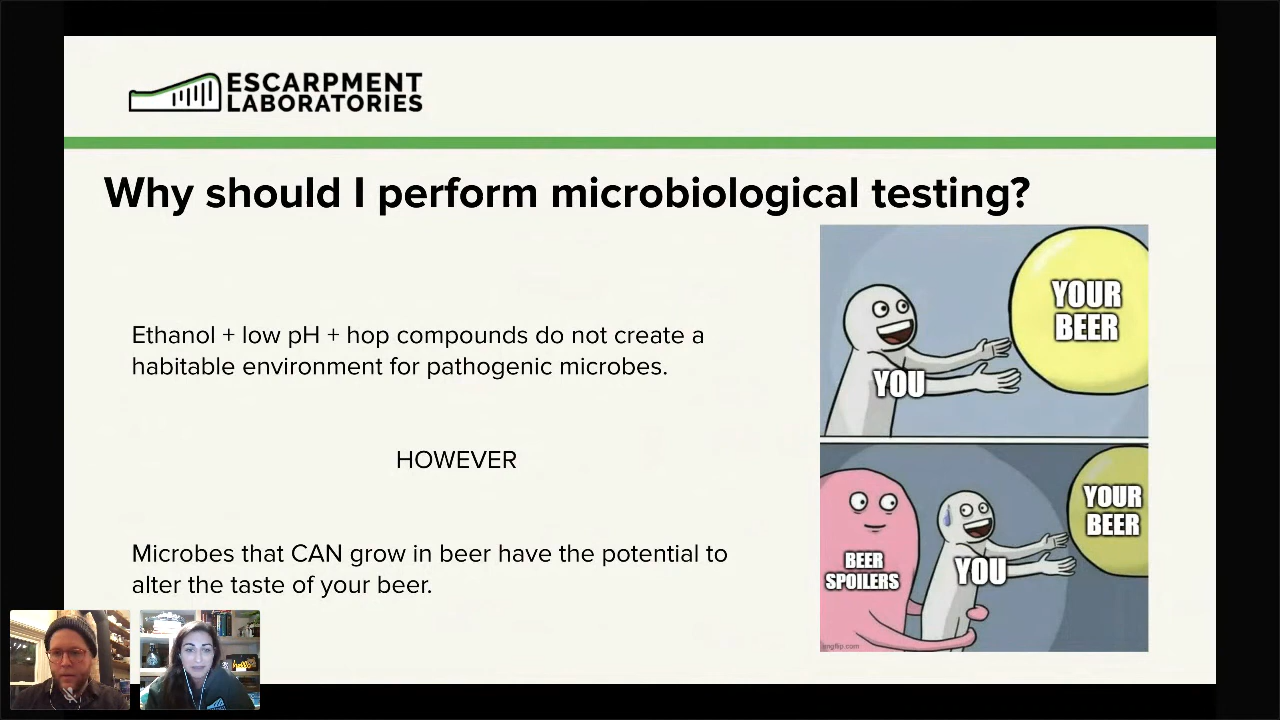 ESCARPMENT
LABORATORIES
Why should I perform microbiological testing?
Ethanol + low pH + hop compounds do not create a
habitable environment for pathogenic microbes.
HOWEVER
Microbes that CAN grow in beer have the potential to
alter the taste of your beer.
YOUR
BEER
YOU
YOUR
BEER
BEER
SPOILERS
YOU
imgflip.com